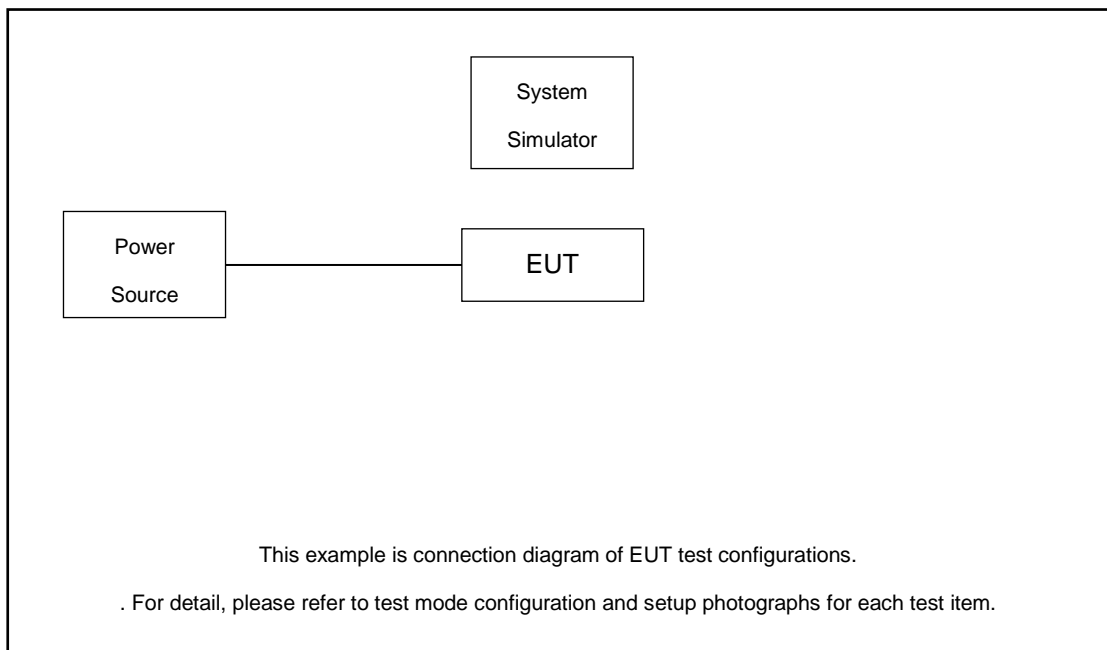 System
Simulator
Power
Source
EUT
This example is connection diagram of EUT test configurations.
. For detail, please refer to test mode configuration and setup photographs for each test item.